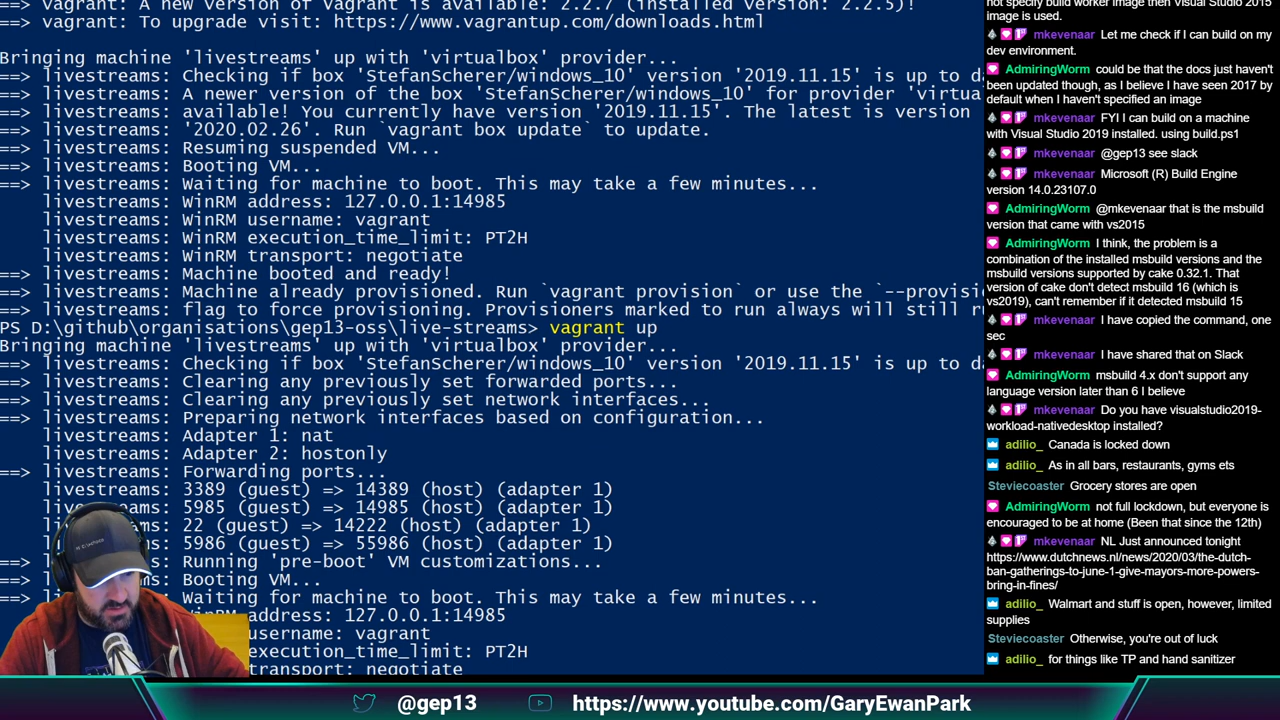 ==> vagrant: A new version of Vagrant is available: 2.2.7 (installed version: 2.2.5)!
==> vagrant: To upgrade visit: https://www.vagrantup.com/downloads.html
Bringing machine 'livestreams' up with 'virtualbox' provider...
==> livestreams: Checking if box 'StefanScherer/windows_10' version '2019.11.15' is up to da
==> livestreams: A newer version of the box 'StefanScherer/windows_10' for provider 'virtua
==> livestreams: available! You currently have version '2019.11.15'. The latest is version
==> livestreams: '2020.02.26'. Run `vagrant box update` to update.
==> livestreams: Resuming suspended VM...
==> livestreams: Booting VM...
==> livestreams: Waiting for machine to boot. This may take a few minutes...
livestreams: WinRM address: 127.0.0.1:14985
livestreams: WinRM username: vagrant
livestreams: WinRM execution_time_limit: PT2H
livestreams: WinRM transport: negotiate
==> livestreams: Machine booted and ready!
==> livestreams: Machine already provisioned. Run `vagrant provision` or use the `--provisi
==> livestreams: flag to force provisioning. Provisioners marked to run always will still r
PS D:\github\organisations\gep13-oss\live-streams> vagrant up
Bringing machine 'livestreams' up with 'virtualbox' provider...
==> livestreams: Checking if box 'StefanScherer/windows_10' version '2019.11.15' is up to da
==> livestreams: Clearing any previously set forwarded ports...
==> livestreams: Clearing any previously set network interfaces...
==> livestreams: Preparing network interfaces based on configuration...
livestreams: Adapter 1: nat
livestreams: Adapter 2: hostonly
==> livestreams: Forwarding ports...
livestreams: 3389 (guest) => 14389 (host) (adapter 1)
livestreams: 5985 (guest) => 14985 (host) (adapter 1)
livestreams: 22 (guest) => 14222 (host) (adapter 1)
livestreams: 5986 (guest) => 55986 (host) (adapter 1)
==> livestreams: Running 'pre-boot' VM customizations...
==> livestreams: Booting VM...
==> livestreams: Waiting for machine to boot. This may take a few minutes...
WinRM address: 127.0.0.1:14985
username: vagrant
execution_time_limit: PT2H
transport: negotiate
not specify build worker image then Visual Studio 2015
image is used.
mkevenaar Let me check if I can build on my
dev environment.
AdmiringWorm could be that the docs just haven't
been updated though, as I believe I have seen 2017 by
default when I haven't specified an image
mkevenaar FYI I can build on a machine
with Visual Studio 2019 installed. using build.ps1
mkevenaar @gep13 see slack
mkevenaar Microsoft (R) Build Engine
version 14.0.23107.0
AdmiringWorm @mkevenaar that is the msbuild
version that came with vs2015
AdmiringWorm I think, the problem is a
combination of the installed msbuild versions and the
msbuild versions supported by cake 0.32.1. That
version of cake don't detect msbuild 16 (which is
vs2019), can't remember if it detected msbuild 15
mkevenaar I have copied the command, one
sec
mkevenaar I have shared that on Slack
AdmiringWorm msbuild 4.x don't support any
language version later than 6 I believe
mkevenaar Do you have visualstudio2019-
workload-nativedesktop installed?
adilio_ Canada is locked down
adilio_ As in all bars, restaurants, gyms ets
Steviecoaster Grocery stores are open
AdmiringWorm not full lockdown, but everyone is
encouraged to be at home (Been that since the 12th)
mkevenaar NL Just announced tonight
https://www.dutchnews.nl/news/2020/03/the-dutch-
ban-gatherings-to-june-1-give-mayors-more-powers-
bring-in-fines/
adilio_ Walmart and stuff is open, however, limited
supplies
Steviecoaster Otherwise, you're out of luck
adilio_ for things like TP and hand sanitizer
@gep13
https://www.youtube.com/GaryEwanPark